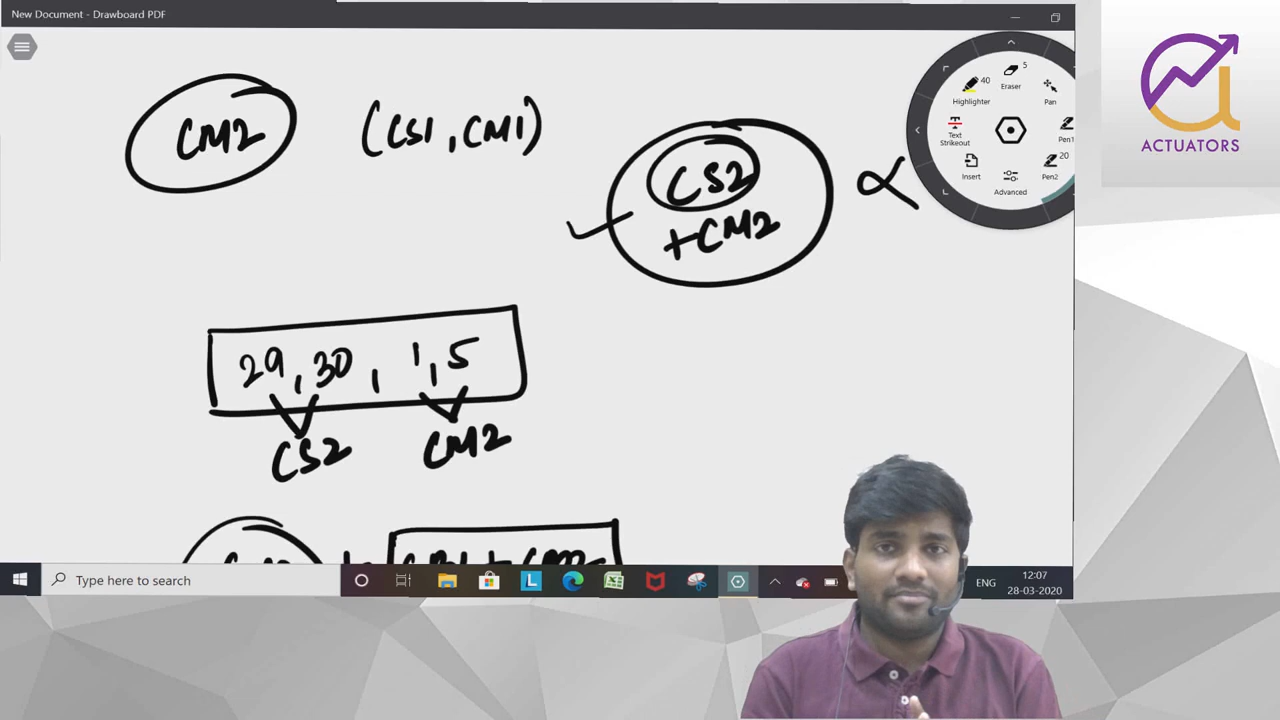 New Document - Drawboard PDF
CM2 (CS1, CM1)
CS2
+CM2
∝
29, 30, 1, 5
CS2 CM2
40
Highlighter
5
Eraser
Pan
Text
Strikeout
Pen1
Insert
Advanced
20
Pen2
ACTUATORS
Type here to search
L
ENG
12:07
28-03-2020